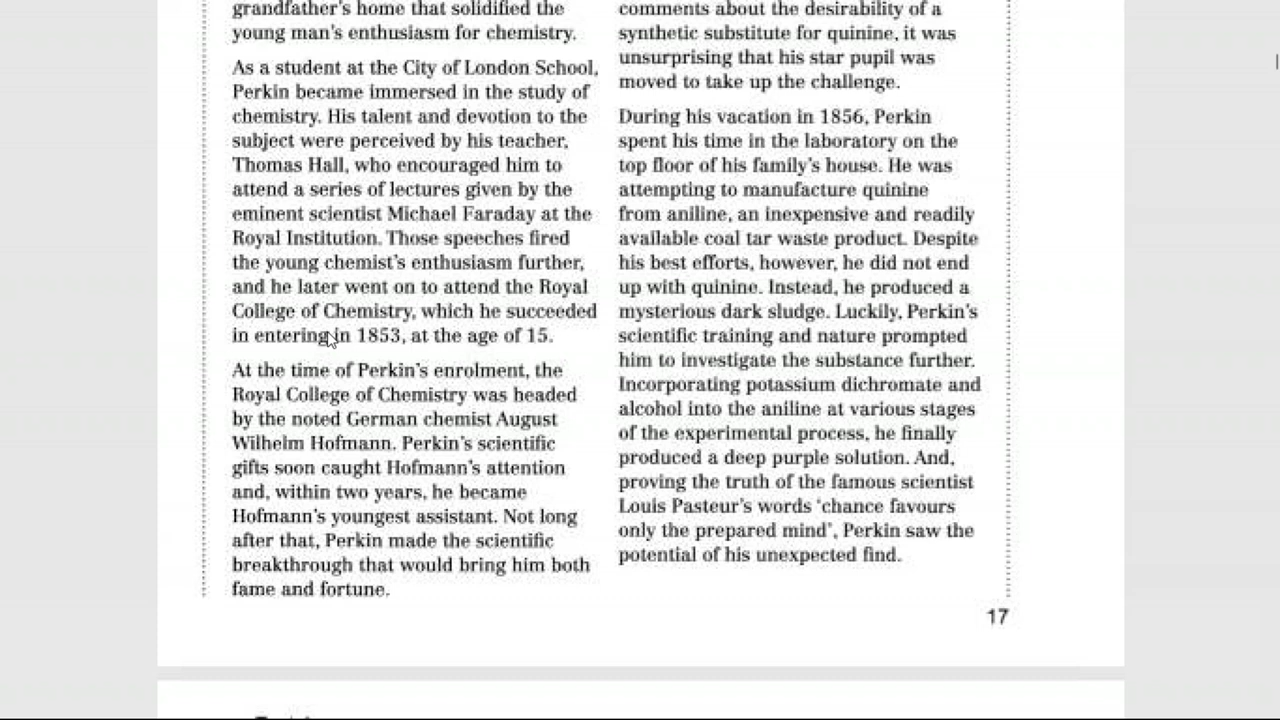 grandfather's home that solidified the
young man's enthusiasm for chemistry.
As a student at the City of London School,
Perkin became immersed in the study of
chemistry. His talent and devotion to the
subject were perceived by his teacher,
Thomas Hall, who encouraged him to
attend a series of lectures given by the
eminent scientist Michael Faraday at the
Royal Institution. Those speeches fired
the young chemist's enthusiasm further,
and he later went on to attend the Royal
College of Chemistry, which he succeeded
in entering in 1853, at the age of 15.
At the time of Perkin's enrolment, the
Royal College of Chemistry was headed
by the noted German chemist August
Wilhelm Hofmann. Perkin's scientific
gifts soon caught Hofmann's attention
and, within two years, he became
Hofmann's youngest assistant. Not long
after that, Perkin made the scientific
breakthrough that would bring him both
fame and fortune.
comments about the desirability of a
synthetic substitute for quinine, it was
unsurprising that his star pupil was
moved to take up the challenge.
During his vacation in 1856, Perkin
spent his time in the laboratory on the
top floor of his family's house. He was
attempting to manufacture quinine
from aniline, an inexpensive and readily
available coal tar waste product. Despite
his best efforts, however, he did not end
up with quinine. Instead, he produced a
mysterious dark sludge. Luckily, Perkin's
scientific training and nature prompted
him to investigate the substance further.
Incorporating potassium dichromate and
alcohol into the aniline at various stages
of the experimental process, he finally
produced a deep purple solution. And,
proving the truth of the famous scientist
Louis Pasteur's words 'chance favours
only the prepared mind', Perkin saw the
potential of his unexpected find.
17